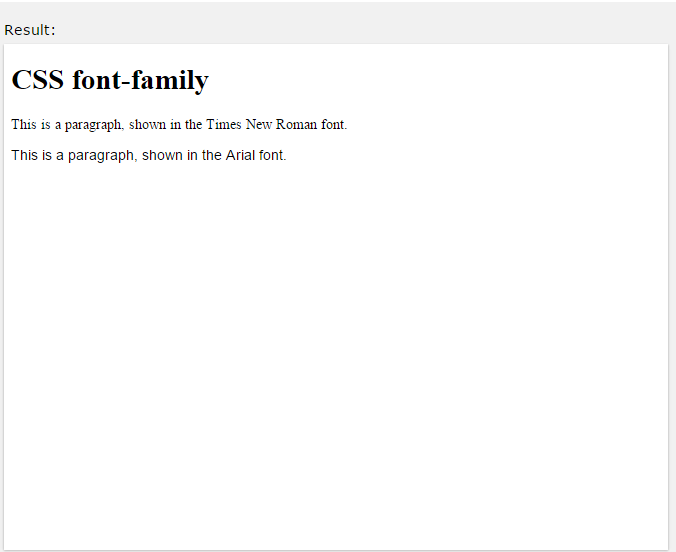 Result:
CSS font-family
This is a paragraph, shown in the Times New Roman font.
This is a paragraph, shown in the Arial font.